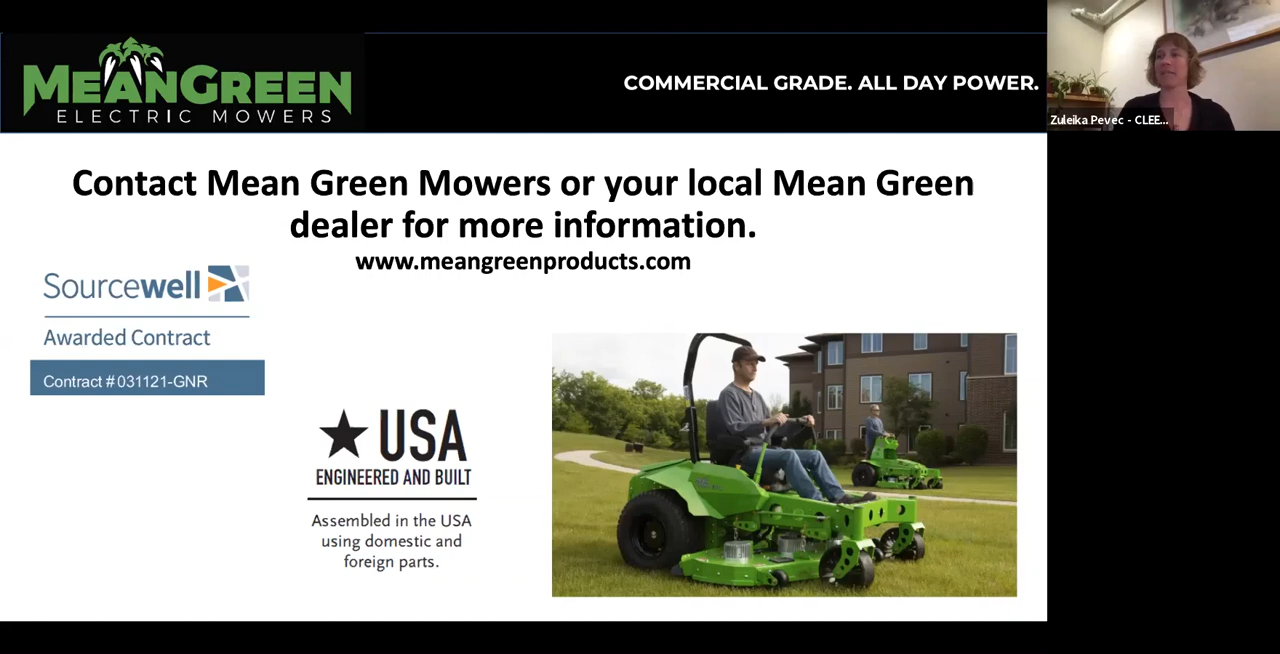 MEANGREEN
ELECTRIC MOWERS
COMMERCIAL GRADE. ALL DAY POWER.
Zuleika Pevec - CLEE...
Contact Mean Green Mowers or your local Mean Green
dealer for more information.
www.meangreenproducts.com
Sourcewell
Awarded Contract
Contract #031121-GNR
USA
ENGINEERED AND BUILT
Assembled in the USA
using domestic and
foreign parts.